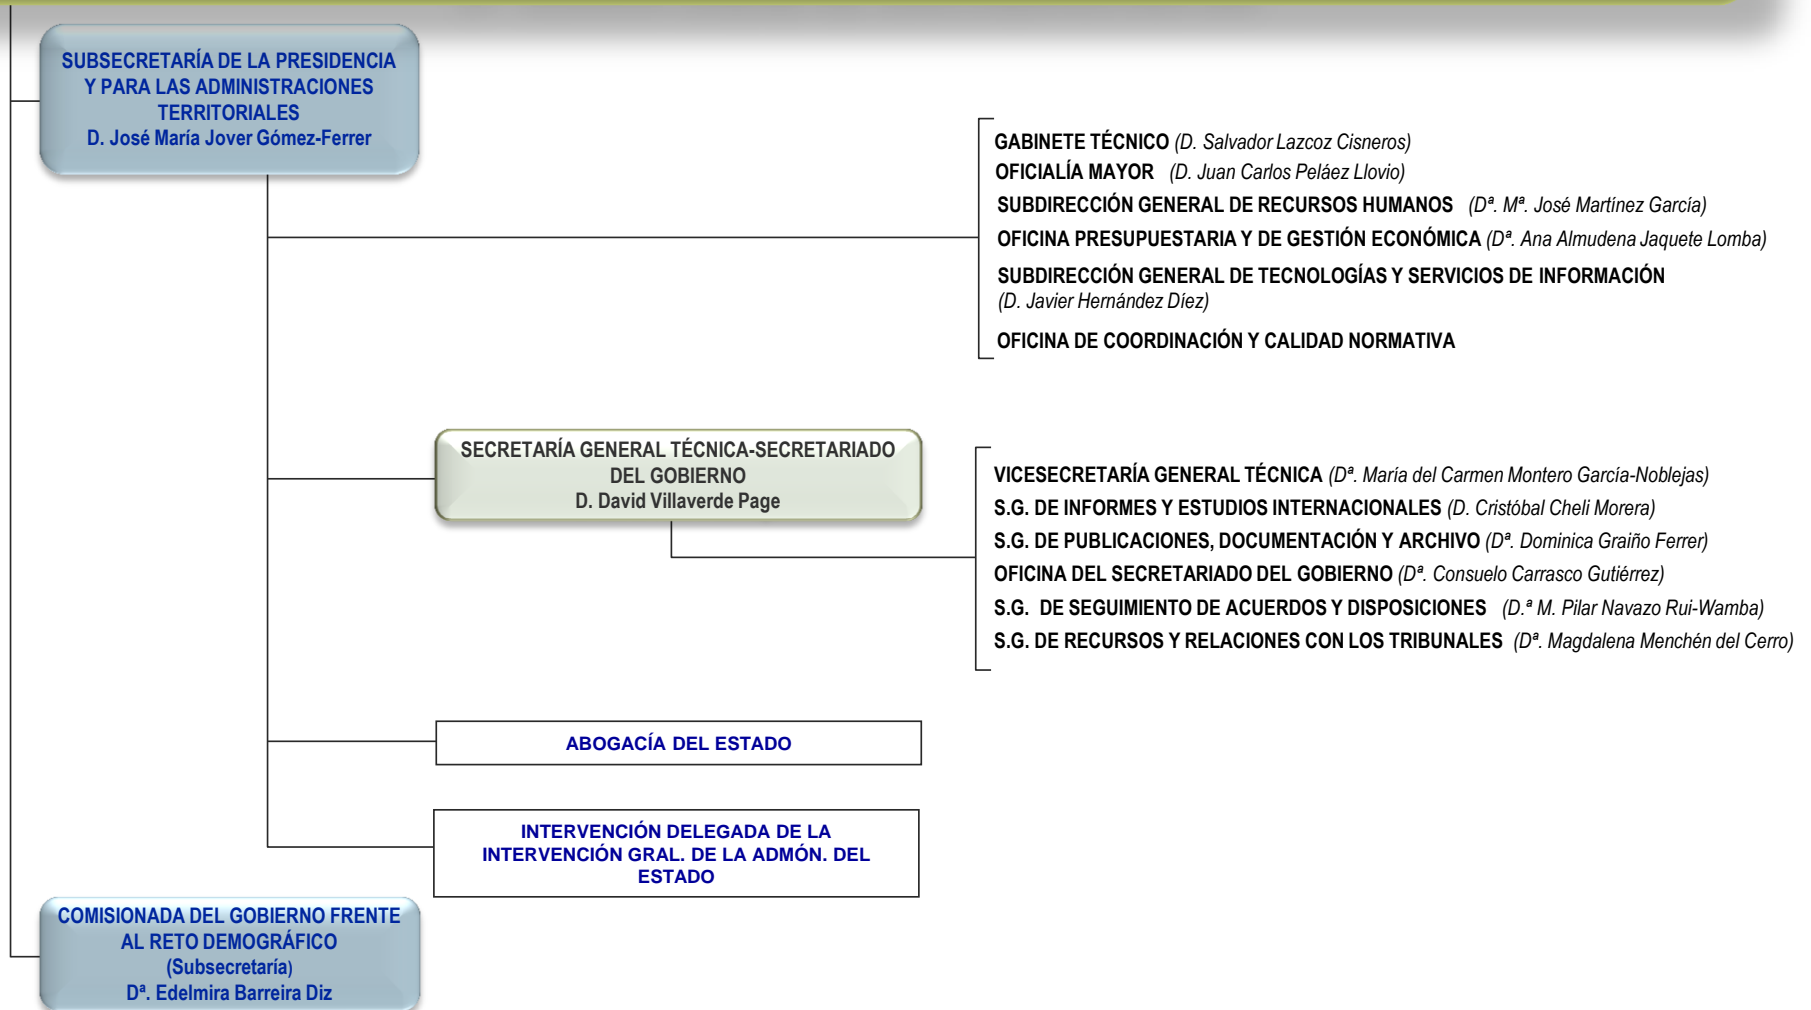 SUBSECRETARÍA DE LA PRESIDENCIA
Y PARA LAS ADMINISTRACIONES
TERRITORIALES
D. José María Jover Gómez-Ferrer
GABINETE TÉCNICO (D. Salvador Lazcoz Cisneros)
OFICIALÍA MAYOR (D. Juan Carlos Peláez Llovio)
SUBDIRECCIÓN GENERAL DE RECURSOS HUMANOS (Dª. Mª. José Martínez García)
OFICINA PRESUPUESTARIA Y DE GESTIÓN ECONÓMICA (Dª. Ana Almudena Jaquete Lomba)
SUBDIRECCIÓN GENERAL DE TECNOLOGÍAS Y SERVICIOS DE INFORMACIÓN
(D. Javier Hernández Díez)
OFICINA DE COORDINACIÓN Y CALIDAD NORMATIVA
SECRETARÍA GENERAL TÉCNICA-SECRETARIADO
DEL GOBIERNO
D. David Villaverde Page
VICESECRETARÍA GENERAL TÉCNICA (Dª. María del Carmen Montero García-Noblejas)
S.G. DE INFORMES Y ESTUDIOS INTERNACIONALES (D. Cristóbal Cheli Morera)
S.G. DE PUBLICACIONES, DOCUMENTACIÓN Y ARCHIVO (Dª. Dominica Graiño Ferrer)
OFICINA DEL SECRETARIADO DEL GOBIERNO (Dª. Consuelo Carrasco Gutiérrez)
S.G. DE SEGUIMIENTO DE ACUERDOS Y DISPOSICIONES (D.ª M. Pilar Navazo Rui-Wamba)
S.G. DE RECURSOS Y RELACIONES CON LOS TRIBUNALES (Dª. Magdalena Menchén del Cerro)
ABOGACÍA DEL ESTADO
INTERVENCIÓN DELEGADA DE LA
INTERVENCIÓN GRAL. DE LA ADMÓN. DEL
ESTADO
COMISIONADA DEL GOBIERNO FRENTE
AL RETO DEMOGRÁFICO
(Subsecretaría)
Dª. Edelmira Barreira Diz